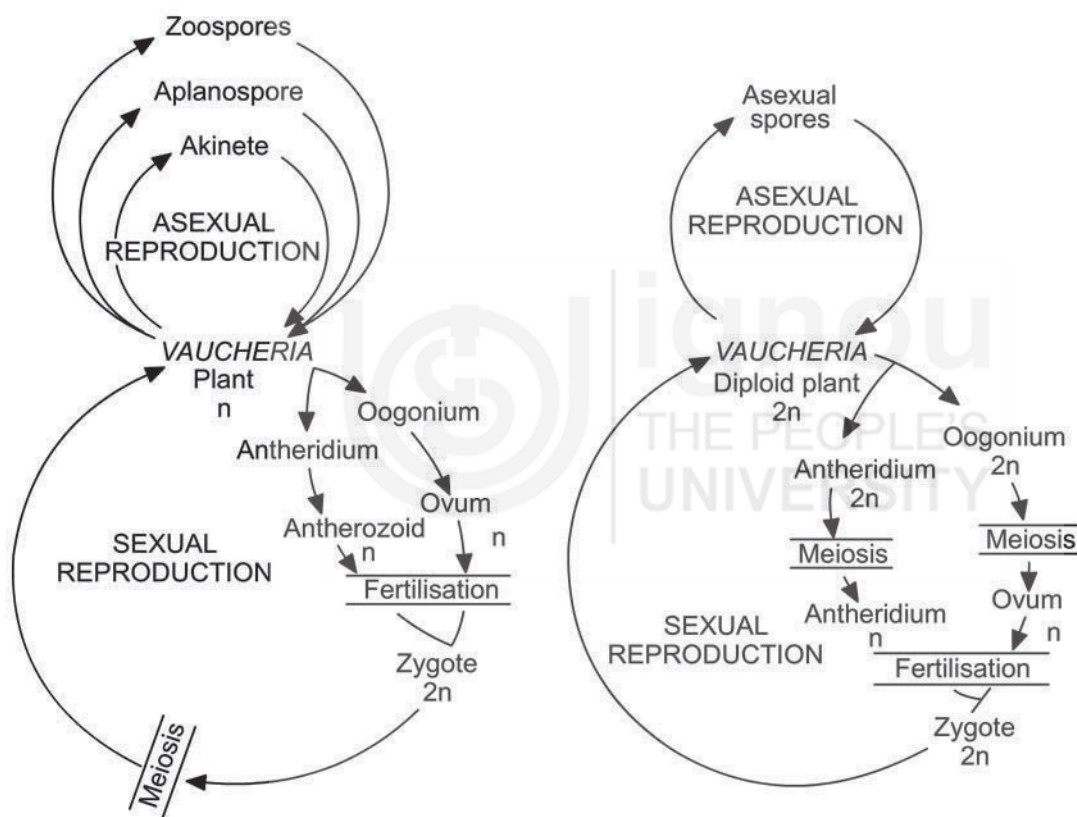 Zoospores
Aplanospore
Akinete
ASEXUAL
REPRODUCTION
VAUCHERIA
Plant
n
Oogonium
Antheridium
Ovum
n
Antherozoid
n
SEXUAL
REPRODUCTION
Fertilisation
Zygote
2n
Meiosis
Asexual
spores
ASEXUAL
REPRODUCTION
VAUCHERIA
Diploid plant
2n
Oogonium
2n
Antheridium
2n
Meiosis
Meiosis
Antheridium
n
Ovum
n
SEXUAL
REPRODUCTION
Fertilisation
Zygote
2n
ignou
THE PEOPLE'S
UNIVERSITY